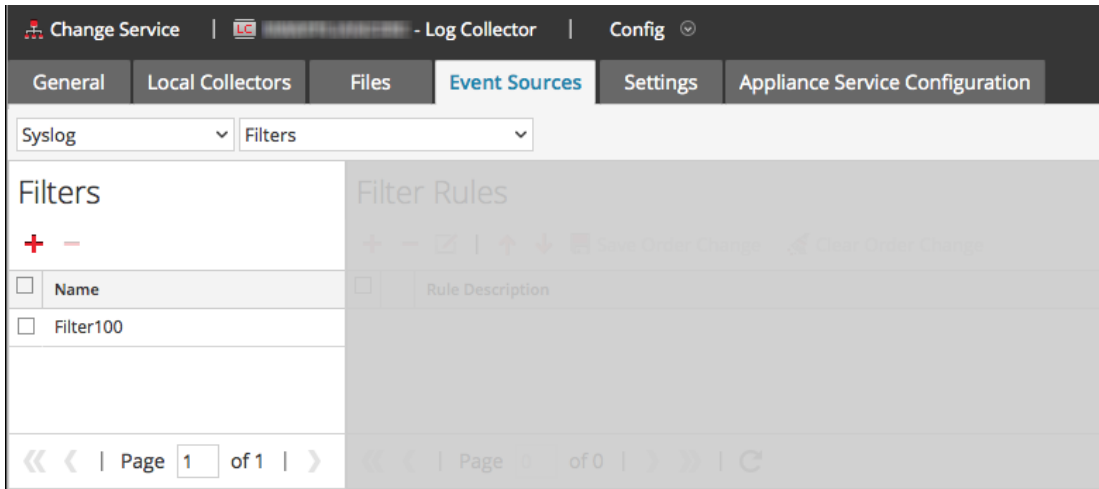 Change Service | LC - Log Collector | Config
General Local Collectors Files Event Sources Settings Appliance Service Configuration
Syslog Filters
Filters
Filter Rules
Save Order Change Clear Order Change
Name
Rule Description
Filter100
Page 1 of 1
Page 0 of 0